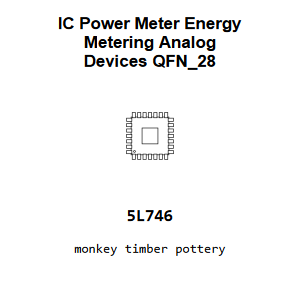 IC Power Meter Energy
Metering Analog
Devices QFN_28
5L746
monkey timber pottery